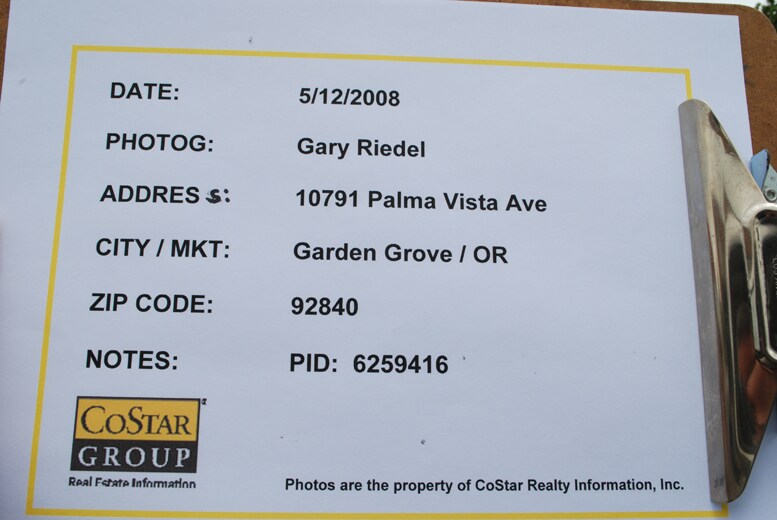 DATE: 5/12/2008
PHOTOG: Gary Riedel
ADDRESS: 10791 Palma Vista Ave
CITY / MKT: Garden Grove / OR
ZIP CODE: 92840
NOTES: PID: 6259416
COSTAR
GROUP
Real Estate Information
Photos are the property of CoStar Realty Information, Inc.